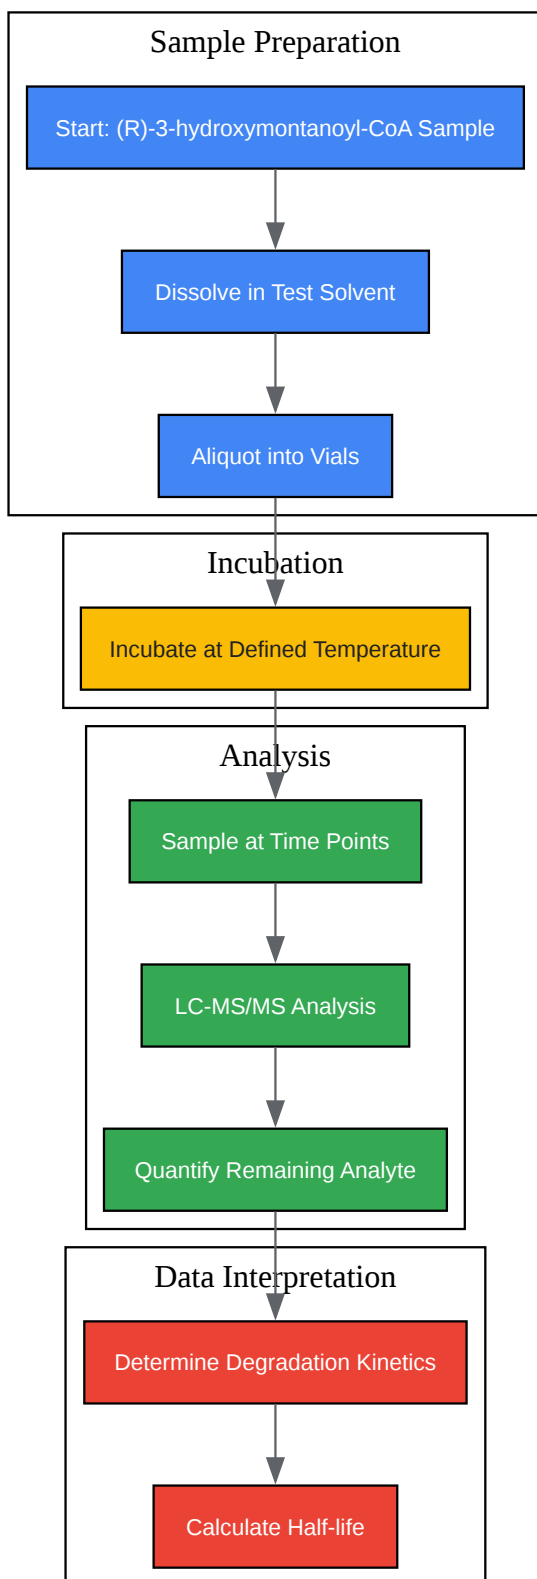 Sample Preparation
Start: (R)-3-hydroxymontanoyl-CoA Sample
Dissolve in Test Solvent
Aliquot into Vials
Incubation
Incubate at Defined Temperature
Analysis
Sample at Time Points
LC-MS/MS Analysis
Quantify Remaining Analyte
Data Interpretation
Determine Degradation Kinetics
Calculate Half-life